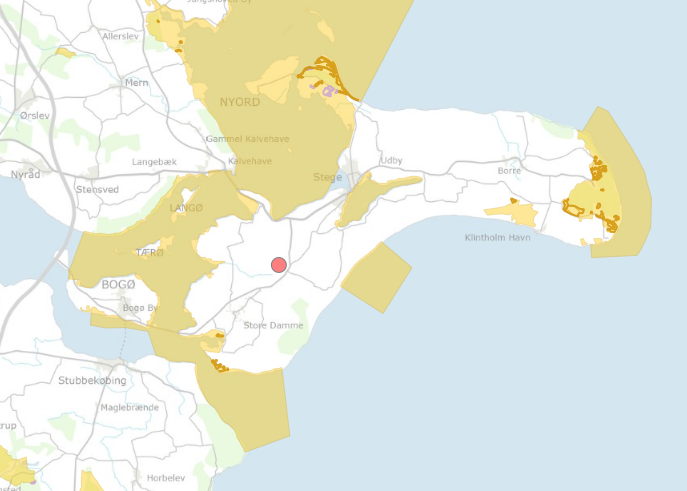 Allerslev
Mern
NYORD
Ørslev
Gammel Kalvehave
Langebæk
Kalvehave
Udby
Nyråd
Stege
Borre
Stensved
LANGØ
Klintholm Havn
TÆRØ
BOGØ
Bogø By
Store Damme
Stubbekøbing
Maglebrænde
Horbelev